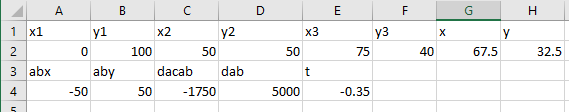 A B C D E F G H
1 x1 y1 x2 y2 x3 y3 x y
2 0 100 50 50 75 40 67.5 32.5
3 abx aby dacab dab t
4 -50 50 -1750 5000 -0.35